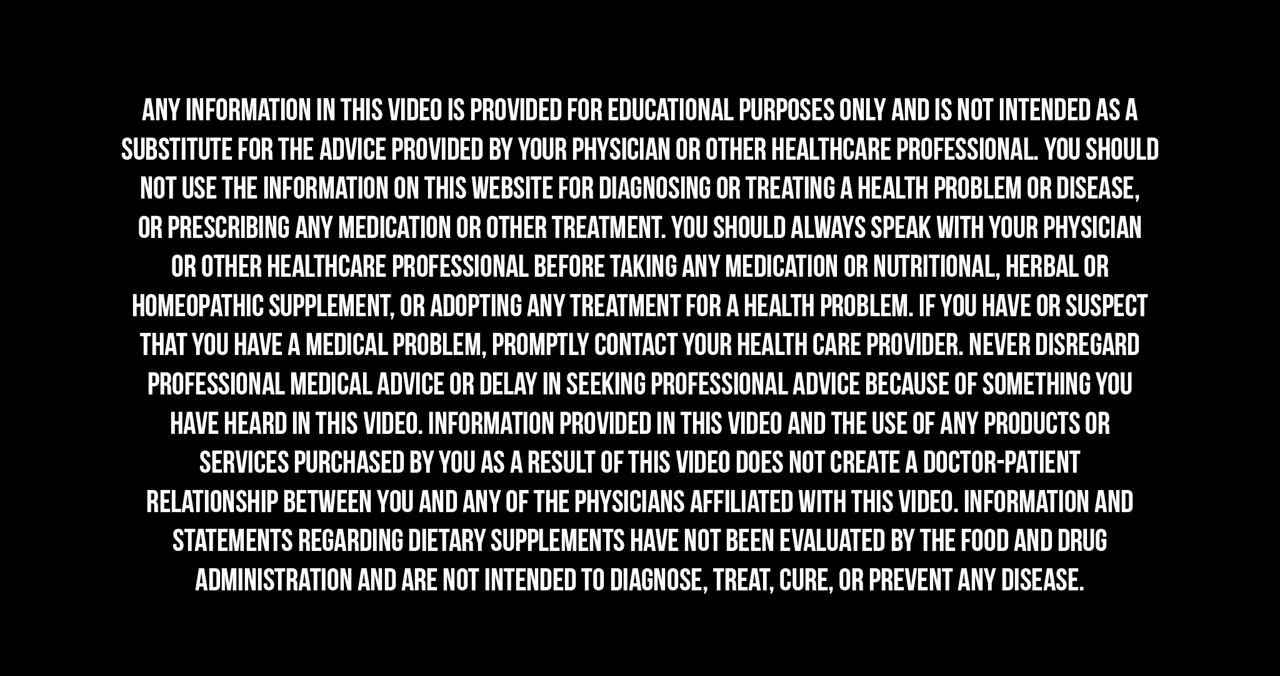 ANY INFORMATION IN THIS VIDEO IS PROVIDED FOR EDUCATIONAL PURPOSES ONLY AND IS NOT INTENDED AS A
SUBSTITUTE FOR THE ADVICE PROVIDED BY YOUR PHYSICIAN OR OTHER HEALTHCARE PROFESSIONAL. YOU SHOULD
NOT USE THE INFORMATION ON THIS WEBSITE FOR DIAGNOSING OR TREATING A HEALTH PROBLEM OR DISEASE,
OR PRESCRIBING ANY MEDICATION OR OTHER TREATMENT. YOU SHOULD ALWAYS SPEAK WITH YOUR PHYSICIAN
OR OTHER HEALTHCARE PROFESSIONAL BEFORE TAKING ANY MEDICATION OR NUTRITIONAL, HERBAL OR
HOMEOPATHIC SUPPLEMENT, OR ADOPTING ANY TREATMENT FOR A HEALTH PROBLEM. IF YOU HAVE OR SUSPECT
THAT YOU HAVE A MEDICAL PROBLEM, PROMPTLY CONTACT YOUR HEALTH CARE PROVIDER. NEVER DISREGARD
PROFESSIONAL MEDICAL ADVICE OR DELAY IN SEEKING PROFESSIONAL ADVICE BECAUSE OF SOMETHING YOU
HAVE HEARD IN THIS VIDEO. INFORMATION PROVIDED IN THIS VIDEO AND THE USE OF ANY PRODUCTS OR
SERVICES PURCHASED BY YOU AS A RESULT OF THIS VIDEO DOES NOT CREATE A DOCTOR-PATIENT
RELATIONSHIP BETWEEN YOU AND ANY OF THE PHYSICIANS AFFILIATED WITH THIS VIDEO. INFORMATION AND
STATEMENTS REGARDING DIETARY SUPPLEMENTS HAVE NOT BEEN EVALUATED BY THE FOOD AND DRUG
ADMINISTRATION AND ARE NOT INTENDED TO DIAGNOSE, TREAT, CURE, OR PREVENT ANY DISEASE.